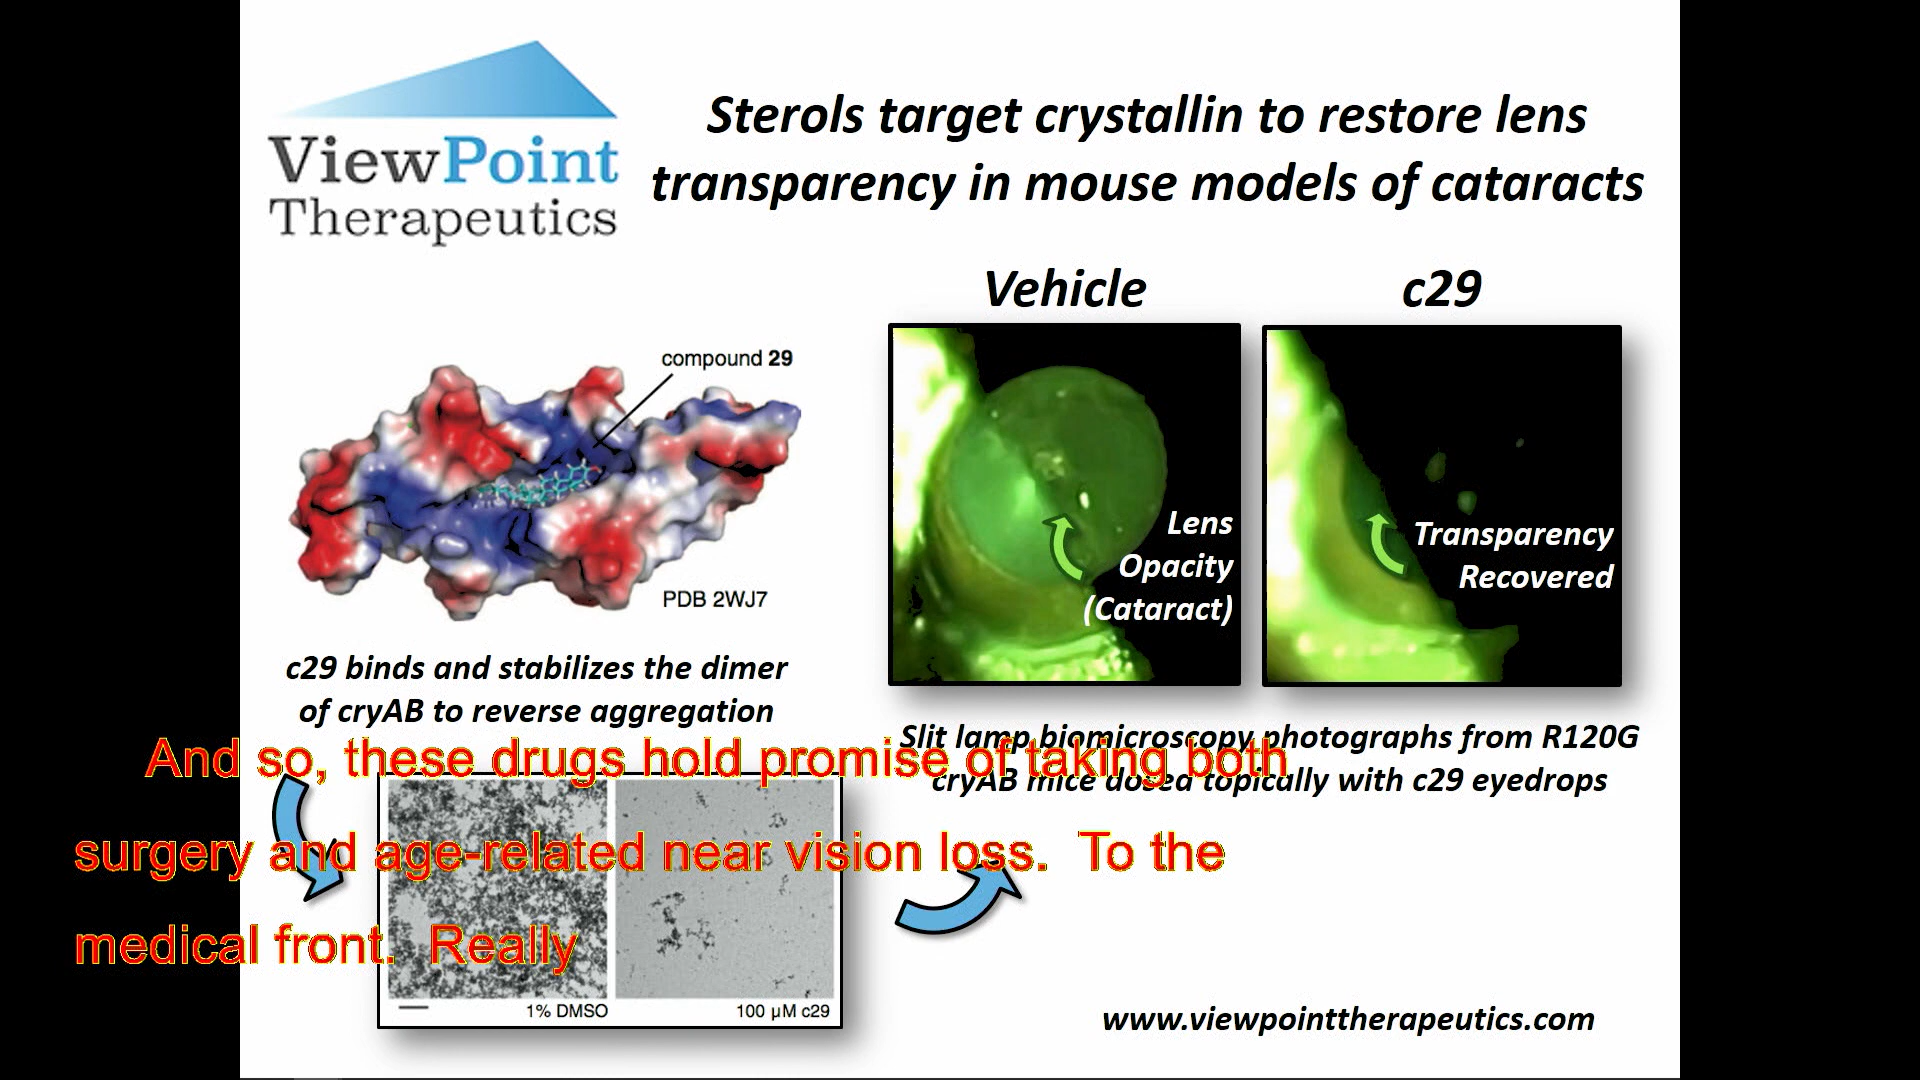 ViewPoint
Therapeutics
Sterols target crystallin to restore lens
transparency in mouse models of cataracts
Vehicle
c29
compound 29
PDB 2WJ7
c29 binds and stabilizes the dimer
of cryAB to reverse aggregation
Lens
Opacity
(Cataract)
Transparency
Recovered
Slit lamp biomicroscopy photographs from R120G
cryAB mice dosed topically with c29 eyedrops
And so, these drugs hold promise of taking both
surgery and age-related near vision loss. To the
medical front. Really
1% DMSO
100 µM c29
www.viewpointtherapeutics.com